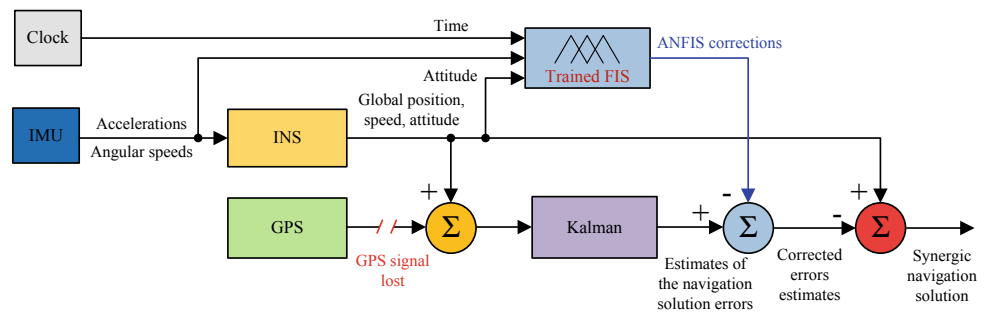 Clock
Time
ANFIS corrections
Trained FIS
Attitude
Global position,
speed, attitude
IMU
Accelerations
Angular speeds
INS
+
-
+
GPS
GPS signal
lost
Σ
Kalman
+
Σ
-
Σ
Estimates of
the navigation
solution errors
Corrected
errors
estimates
Synergic
navigation
solution